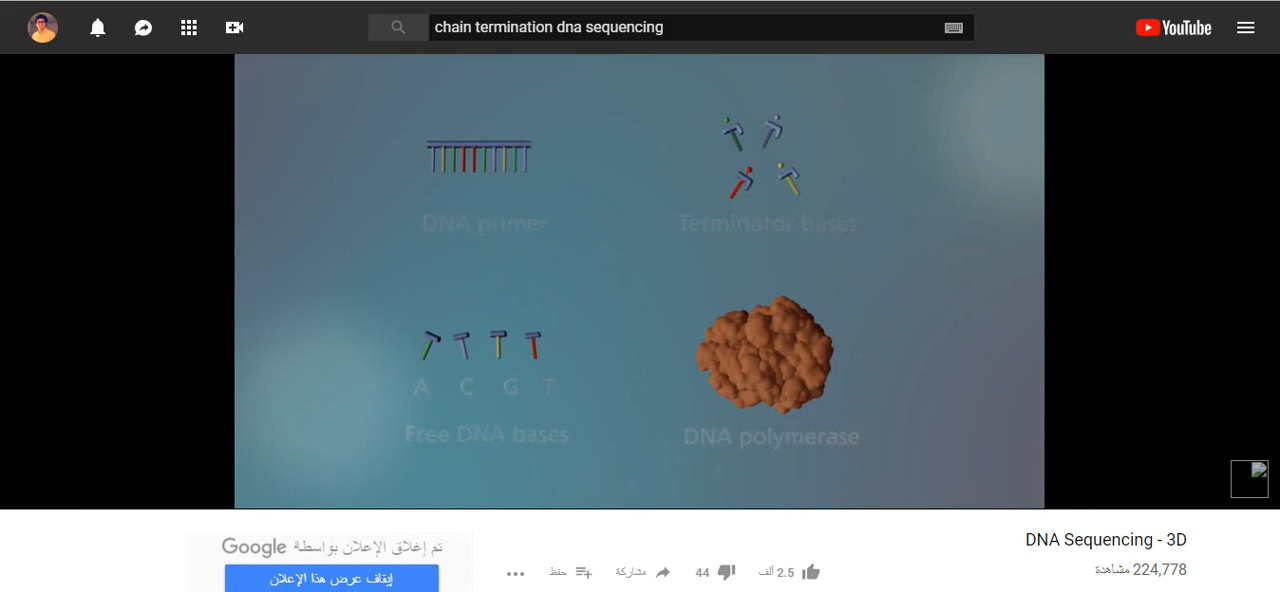 chain termination dna sequencing
YouTube
DNA primer
Terminator bases
A C G T
Free DNA bases
DNA polymerase
DNA Sequencing - 3D
224,778 مشاهدة
2.5 ألف
44
مشاركة
حفظ
تم إغلاق الإعلان بواسطة Google
إيقاف عرض هذا الإعلان